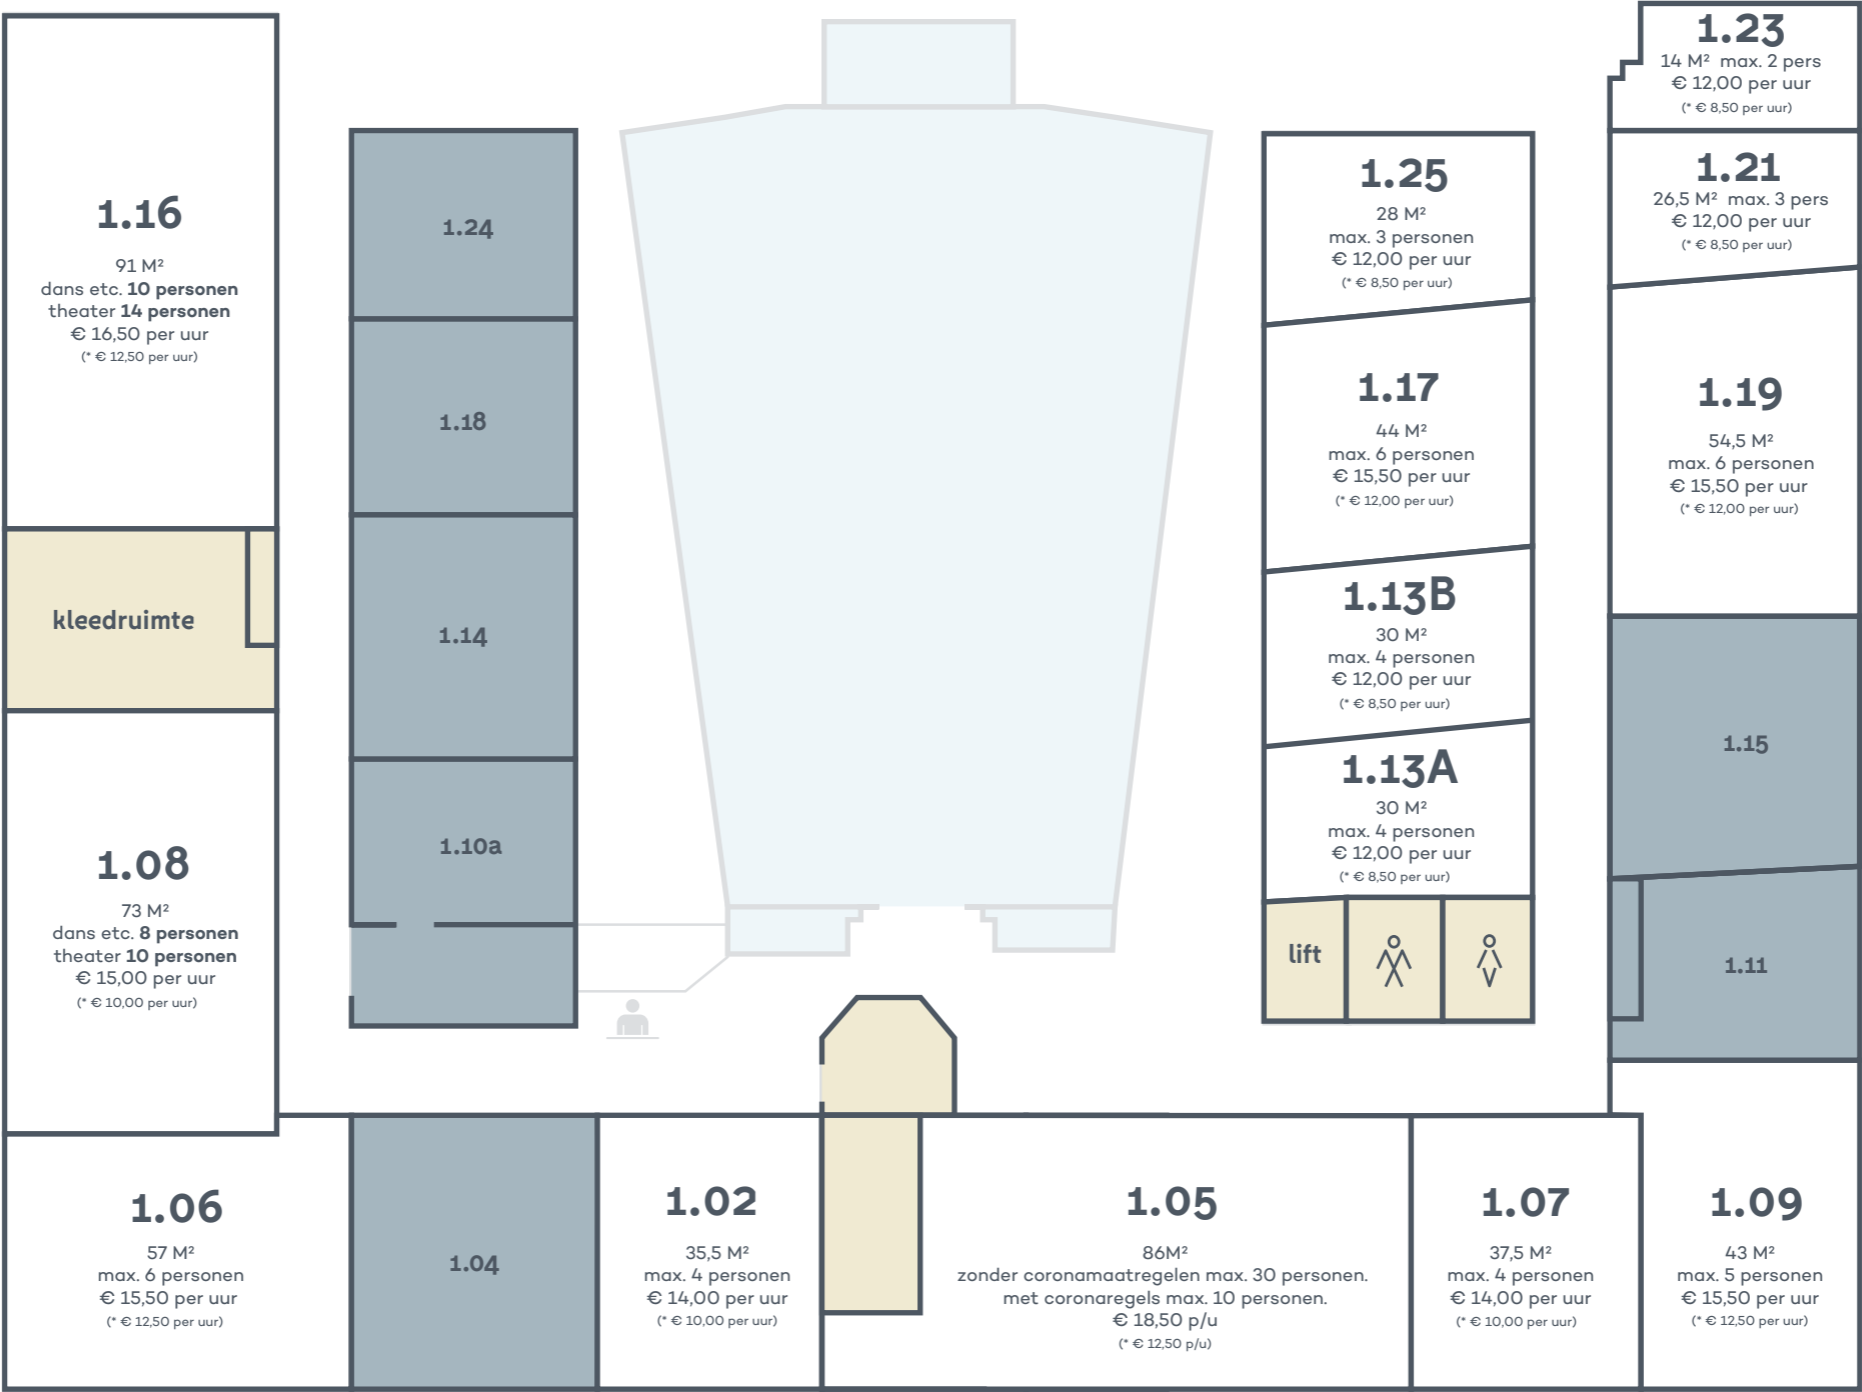 1.16
91 M²
dans etc. 10 personen
theater 14 personen
€ 16,50 per uur
(* € 12,50 per uur)
kleedruimte
1.08
73 M²
dans etc. 8 personen
theater 10 personen
€ 15,00 per uur
(* € 10,00 per uur)
1.06
57 M²
max. 6 personen
€ 15,50 per uur
(* € 12,50 per uur)
1.24
1.18
1.14
1.10a
1.04
1.02
35,5 M²
max. 4 personen
€ 14,00 per uur
(* € 10,00 per uur)
1.05
86M²
zonder coronamaatregelen max. 30 personen.
met coronaregels max. 10 personen.
€ 18,50 p/u
(* € 12,50 p/u)
1.25
28 M²
max. 3 personen
€ 12,00 per uur
(* € 8,50 per uur)
1.17
44 M²
max. 6 personen
€ 15,50 per uur
(* € 12,00 per uur)
1.13B
30 M²
max. 4 personen
€ 12,00 per uur
(* € 8,50 per uur)
1.13A
30 M²
max. 4 personen
€ 12,00 per uur
(* € 8,50 per uur)
lift
1.07
37,5 M²
max. 4 personen
€ 14,00 per uur
(* € 10,00 per uur)
1.23
14 M² max. 2 pers
€ 12,00 per uur
(* € 8,50 per uur)
1.21
26,5 M² max. 3 pers
€ 12,00 per uur
(* € 8,50 per uur)
1.19
54,5 M²
max. 6 personen
€ 15,50 per uur
(* € 12,00 per uur)
1.15
1.11
1.09
43 M²
max. 5 personen
€ 15,50 per uur
(* € 12,50 per uur)